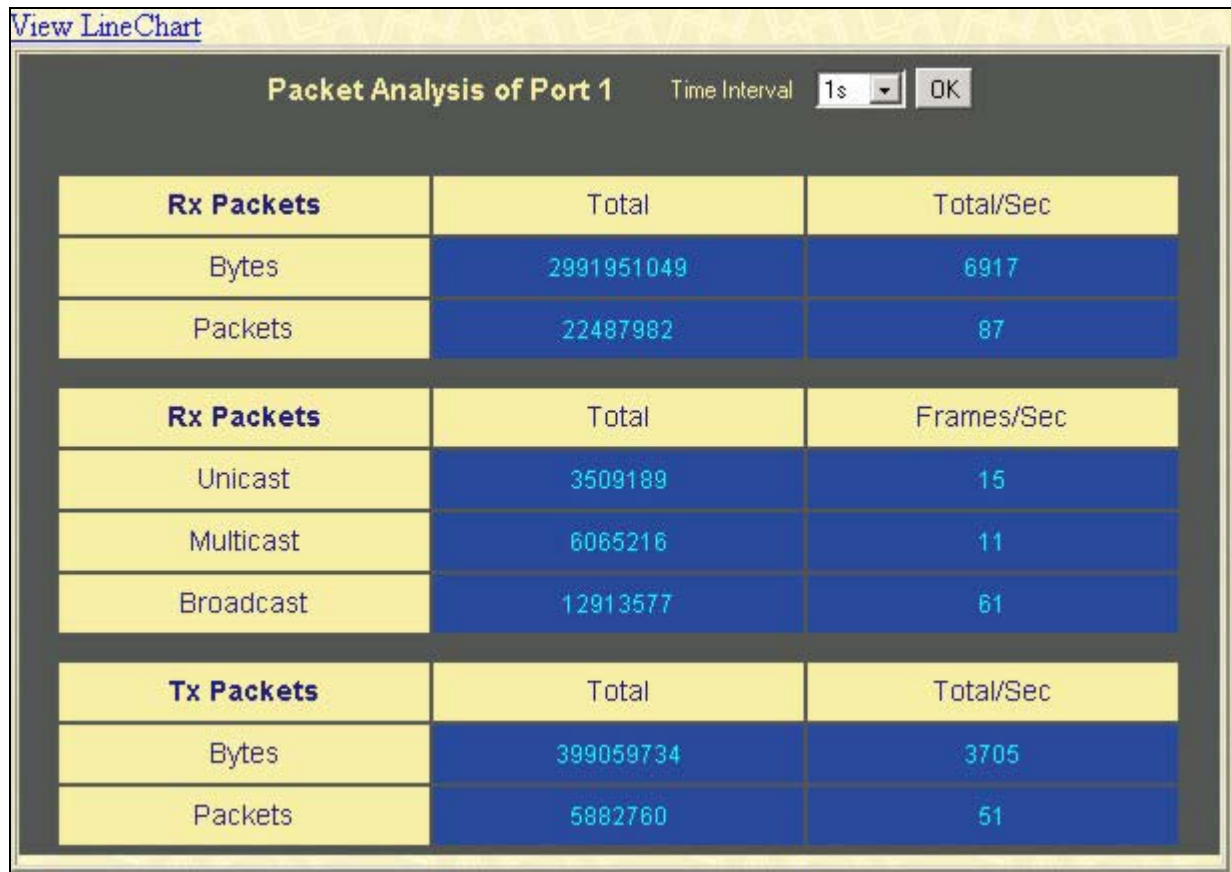 View LineChart
Packet Analysis of Port 1 Time Interval 1s OK
Rx Packets Total Total/Sec
Bytes 2991951049 6917
Packets 22487982 87
Rx Packets Total Frames/Sec
Unicast 3509189 15
Multicast 6065216 11
Broadcast 12913577 61
Tx Packets Total Total/Sec
Bytes 399059734 3705
Packets 5882760 51